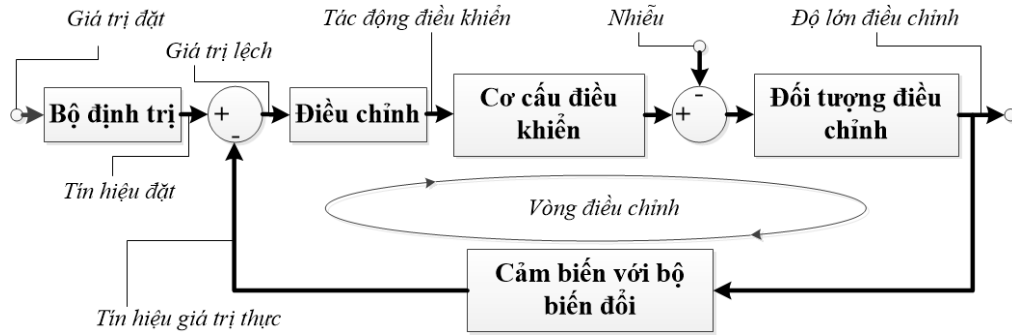 Giá trị đặt
Tác động điều khiển
Nhiễu
Độ lớn điều chỉnh
Giá trị lệch
Bộ định trị
+
-
Điều chỉnh
Cơ cấu điều
khiển
-
+
Đối tượng điều
chỉnh
Tín hiệu đặt
Vòng điều chỉnh
Cảm biến với bộ
biến đổi
Tín hiệu giá trị thực